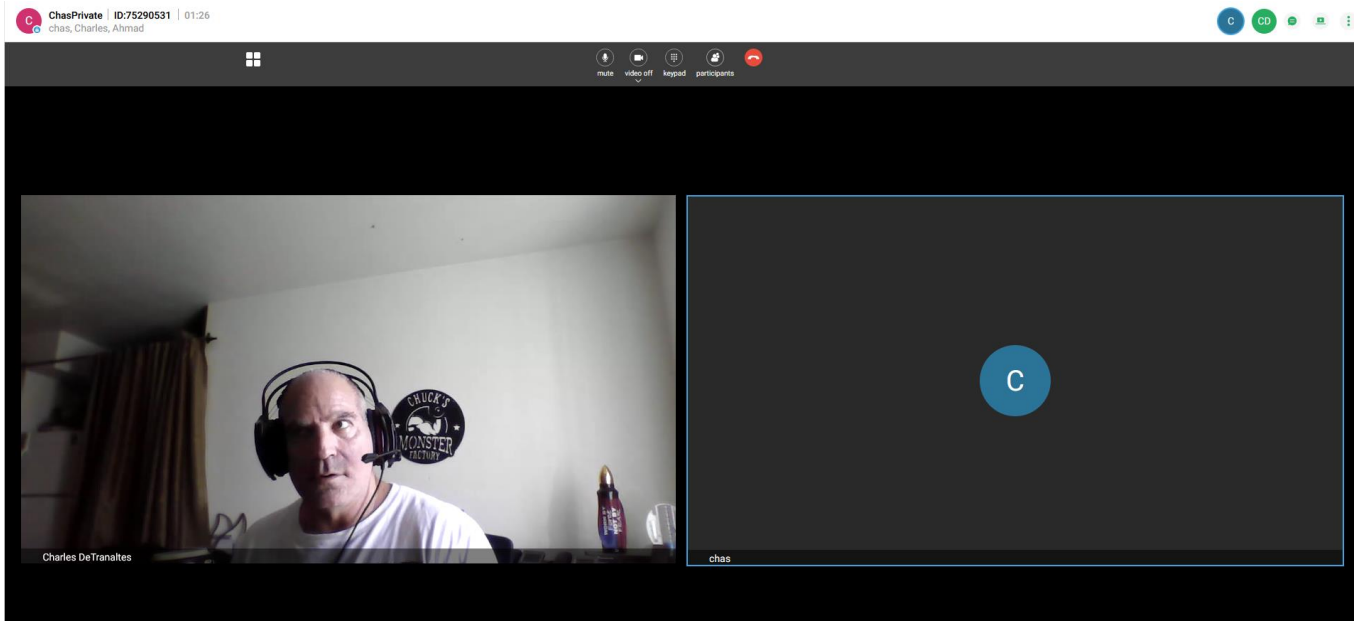 C
ChasPrivate | ID:75290531 | 01:26
chas, Charles, Ahmad
C
CD
mute
video off
keypad
participants
CHUCK'S
MONSTER
FACTORY
Charles DeTranaltes
C
chas